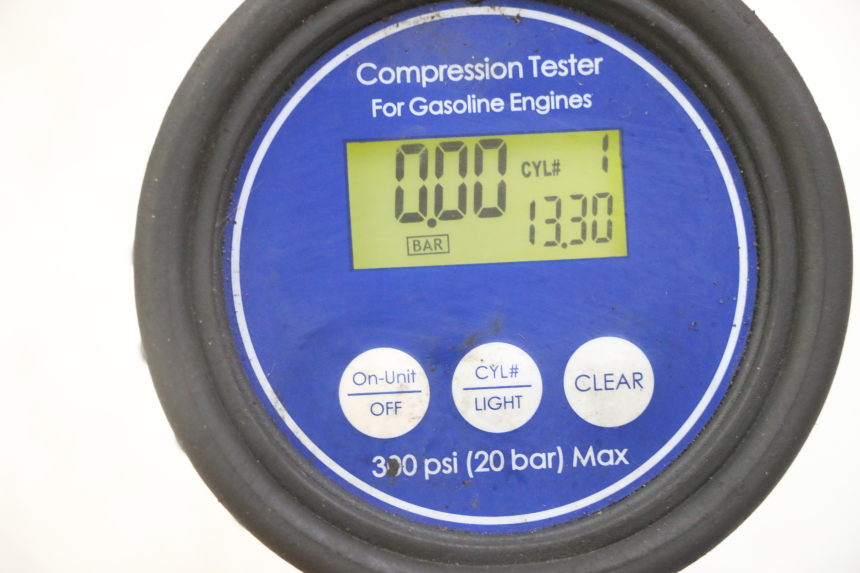 Compression Tester
For Gasoline Engines
0.00 CYL# 1
BAR 13.30
On-Unit
OFF
CYL#
LIGHT
CLEAR
300 psi (20 bar) Max